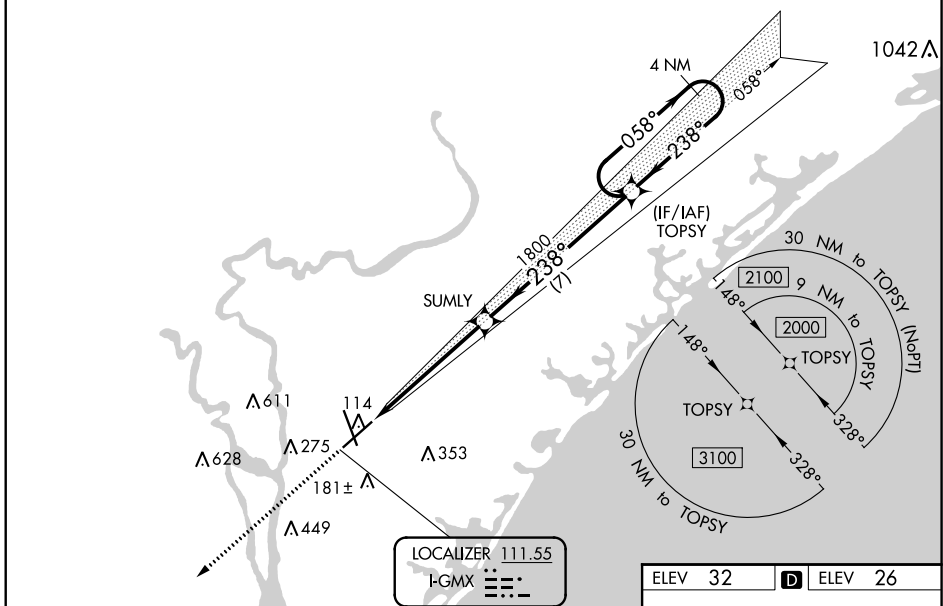 1042
4 NM
058°
058°
238°
(IF/IAF)
TOPSY
1800
238°
(7)
SUMLY
30 NM to TOPSY (NoPT)
2100
148°
9 NM to TOPSY
2000
TOPSY
328°
148°
TOPSY
3100
328°
30 NM to TOPSY
611
114
628
275
353
181±
449
LOCALIZER 111.55
I-GMX
ELEV 32
D
ELEV 26